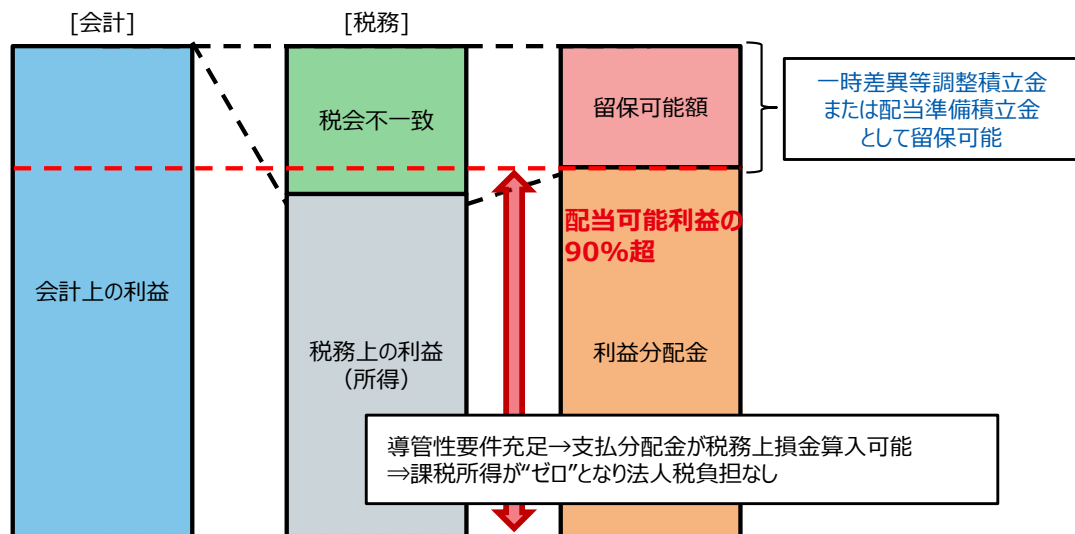 [会計]
[税務]
税会不一致
留保可能額
一時差異等調整積立金
または配当準備積立金
として留保可能
配当可能利益の
90%超
会計上の利益
税務上の利益
(所得)
利益分配金
導管性要件充足→支払分配金が税務上損金算入可能
⇒課税所得が“ゼロ”となり法人税負担なし